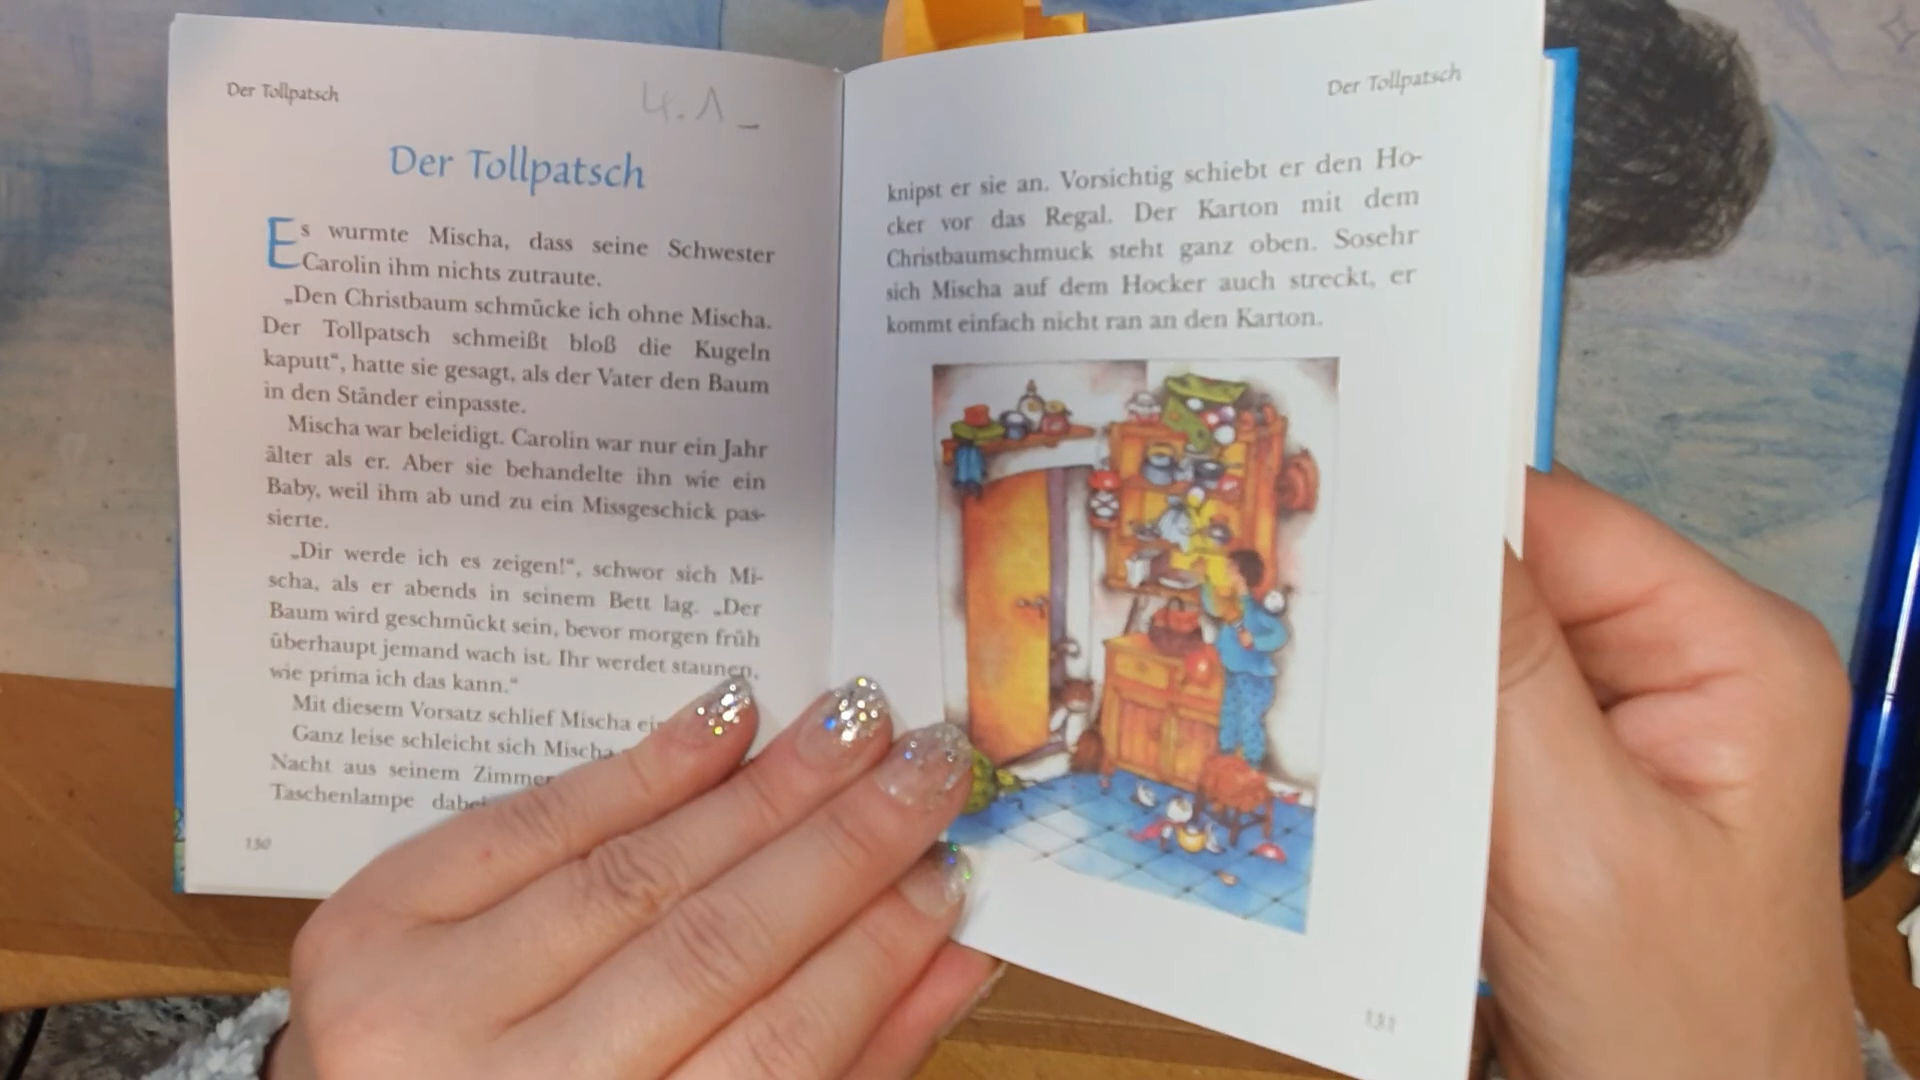 Der Tollpatsch
4.1_
Der Tollpatsch
Es wurmte Mischa, dass seine Schwester
Carolin ihm nichts zutraute.
„Den Christbaum schmücke ich ohne Mischa.
Der Tollpatsch schmeißt bloß die Kugeln
kaputt“, hatte sie gesagt, als der Vater den Baum
in den Ständer einpasste.
Mischa war beleidigt. Carolin war nur ein Jahr
älter als er. Aber sie behandelte ihn wie ein
Baby, weil ihm ab und zu ein Missgeschick pas-
sierte.
„Dir werde ich es zeigen!“, schwor sich Mi-
scha, als er abends in seinem Bett lag. „Der
Baum wird geschmückt sein, bevor morgen früh
überhaupt jemand wach ist. Ihr werdet staunen,
wie prima ich das kann.“
Mit diesem Vorsatz schlief Mischa
Ganz leise schleicht sich Mischa
Nacht aus seinem Zimmer
Taschenlampe
130
Der Tollpatsch
knipst er sie an. Vorsichtig schiebt er den Ho-
cker vor das Regal. Der Karton mit dem
Christbaumschmuck steht ganz oben. Sosehr
sich Mischa auf dem Hocker auch streckt, er
kommt einfach nicht ran an den Karton.
131